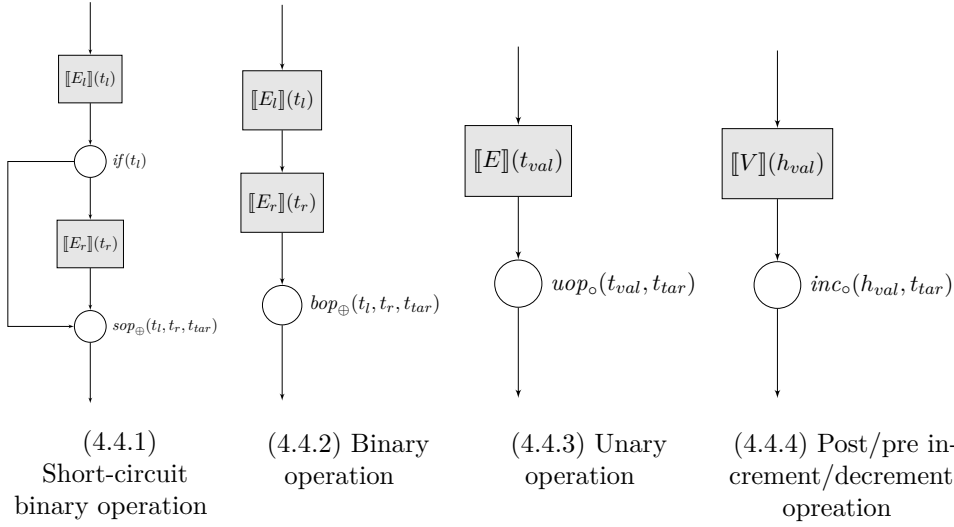 ⟦E_l⟧(t_l)
if(t_l)
⟦E_r⟧(t_r)
sop_⊕(t_l, t_r, t_tar)
(4.4.1)
Short-circuit
binary operation
⟦E_l⟧(t_l)
⟦E_r⟧(t_r)
bop_⊕(t_l, t_r, t_tar)
(4.4.2) Binary
operation
⟦E⟧(t_val)
uop_∘(t_val, t_tar)
(4.4.3) Unary
operation
⟦V⟧(h_val)
inc_∘(h_val, t_tar)
(4.4.4) Post/pre in-
crement/decrement
opreation